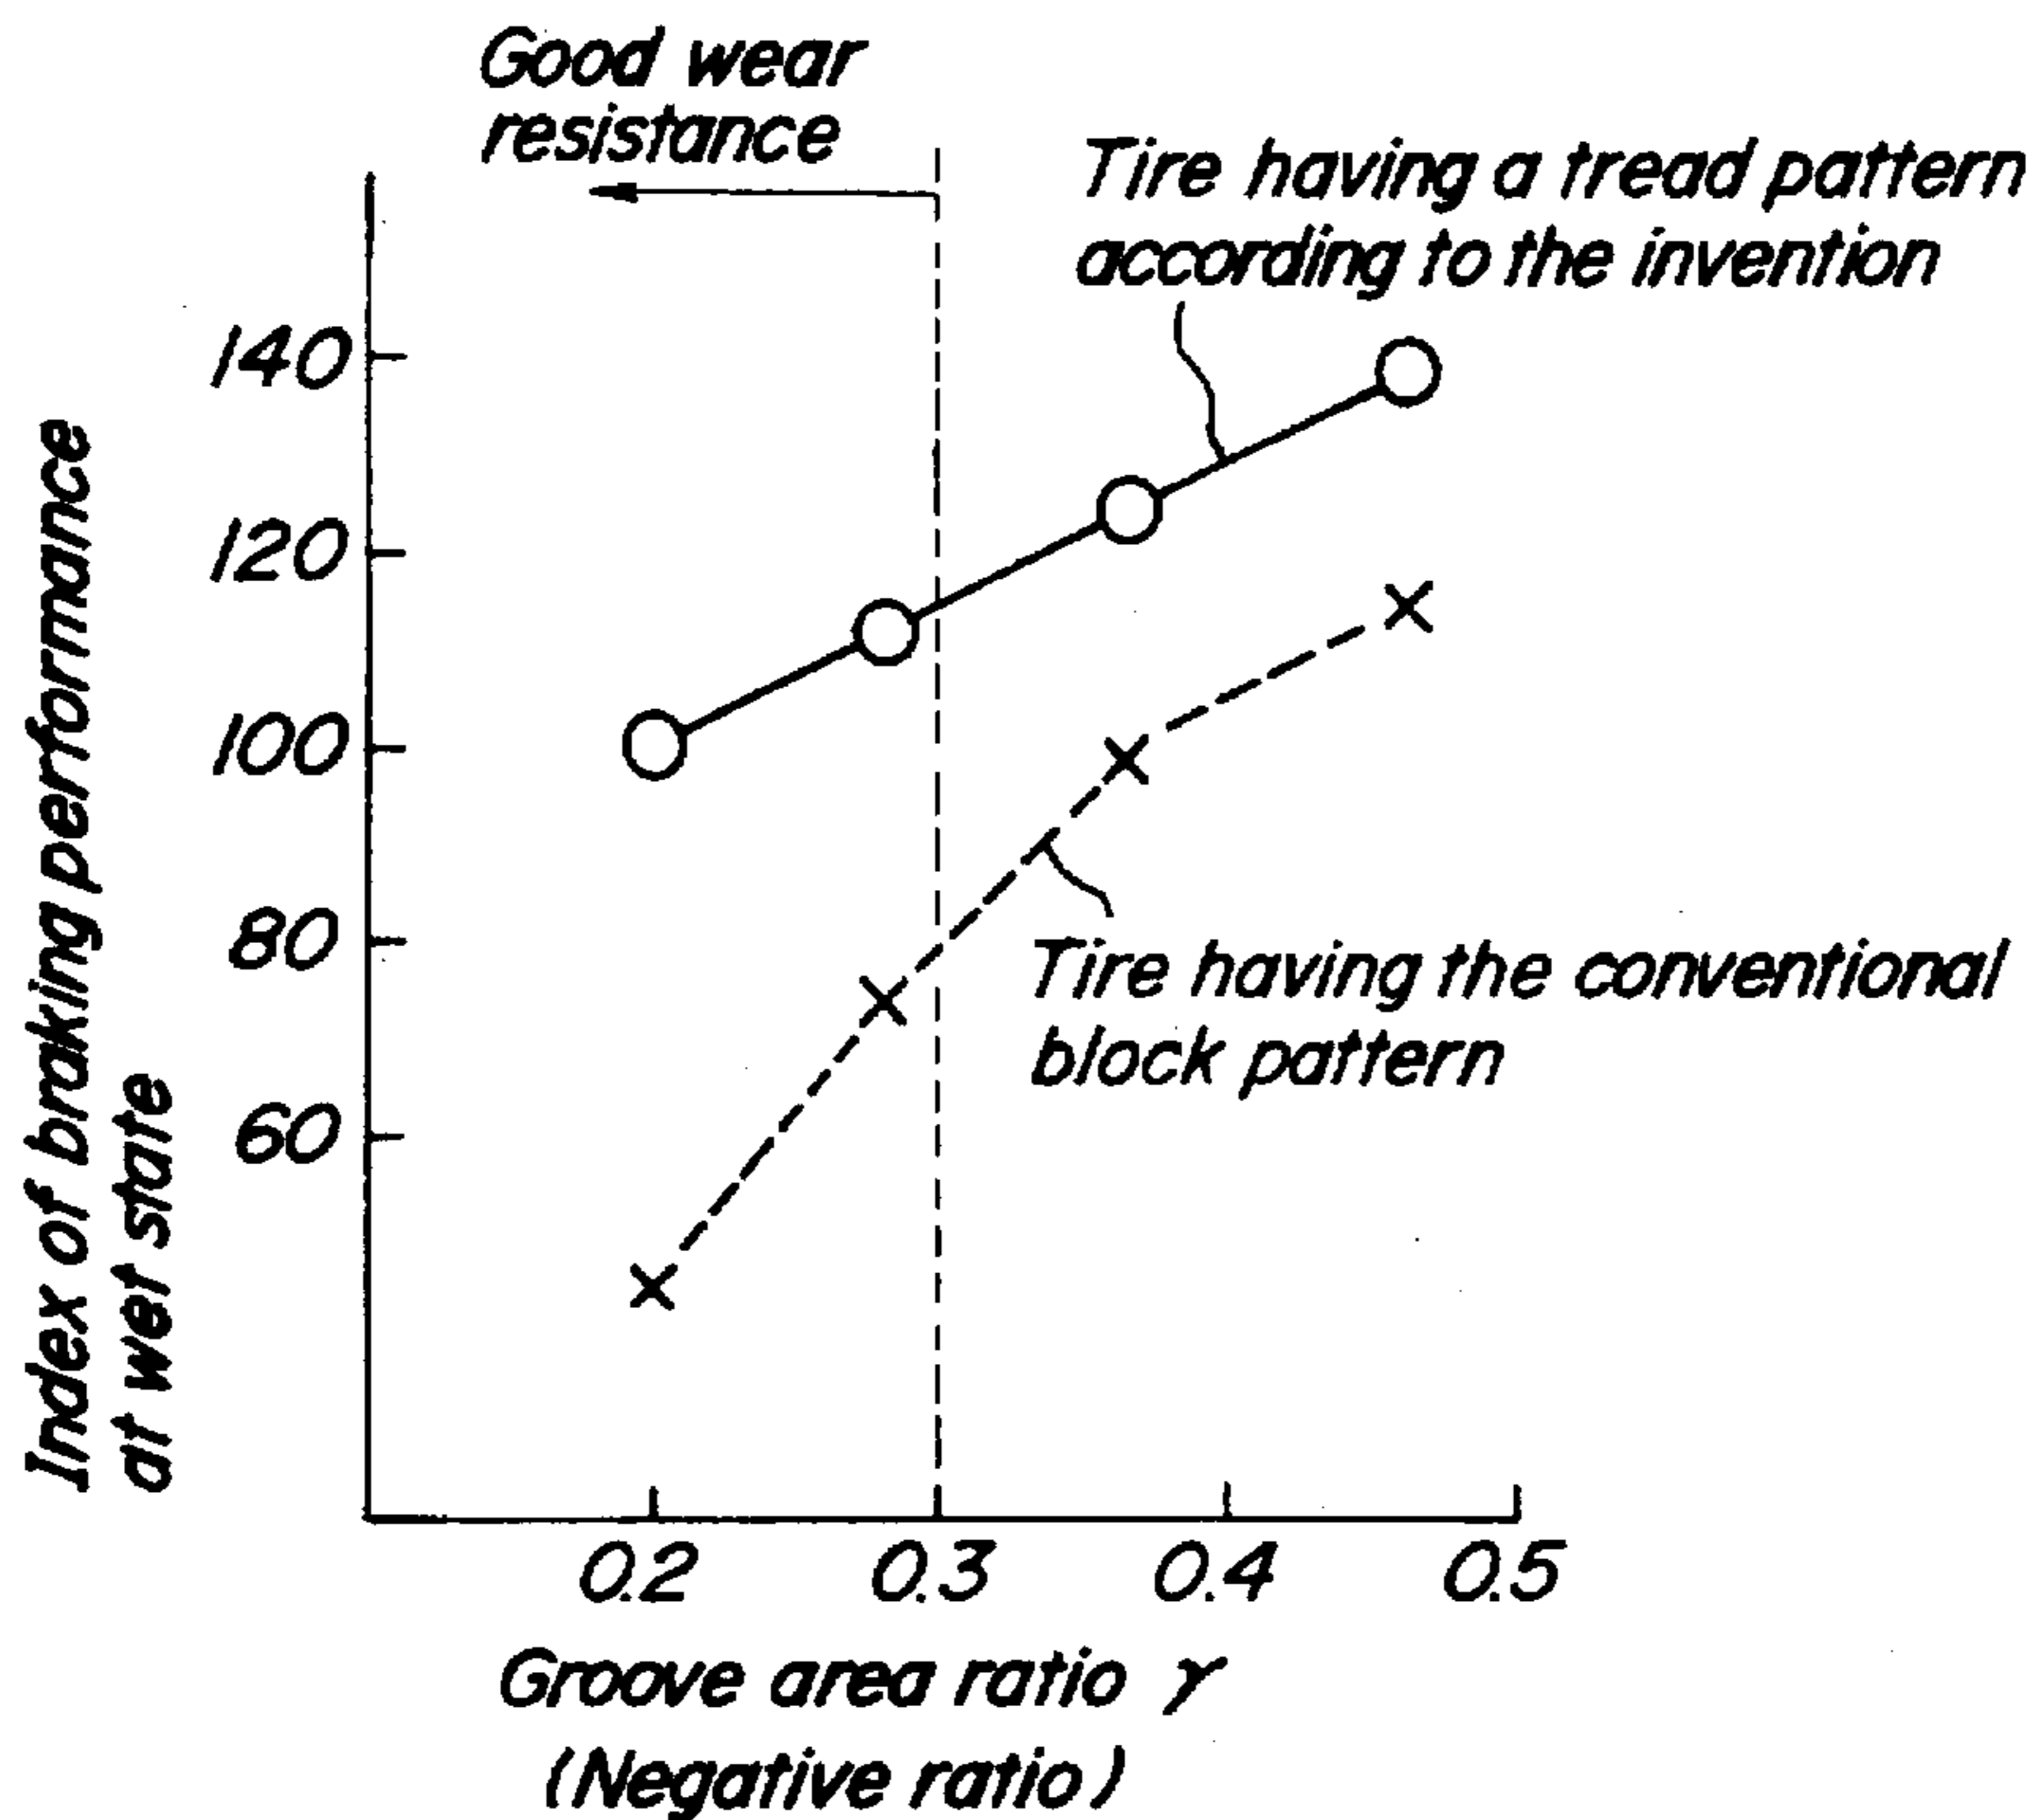 Good wear
resistance
Tire having a tread pattern
according to the invention
140
120
100
80
60
Index of braking performance
at wet state
Tire having the conventional
block pattern
0.2 0.3 0.4 0.5
Groove area ratio γ
(Negative ratio)